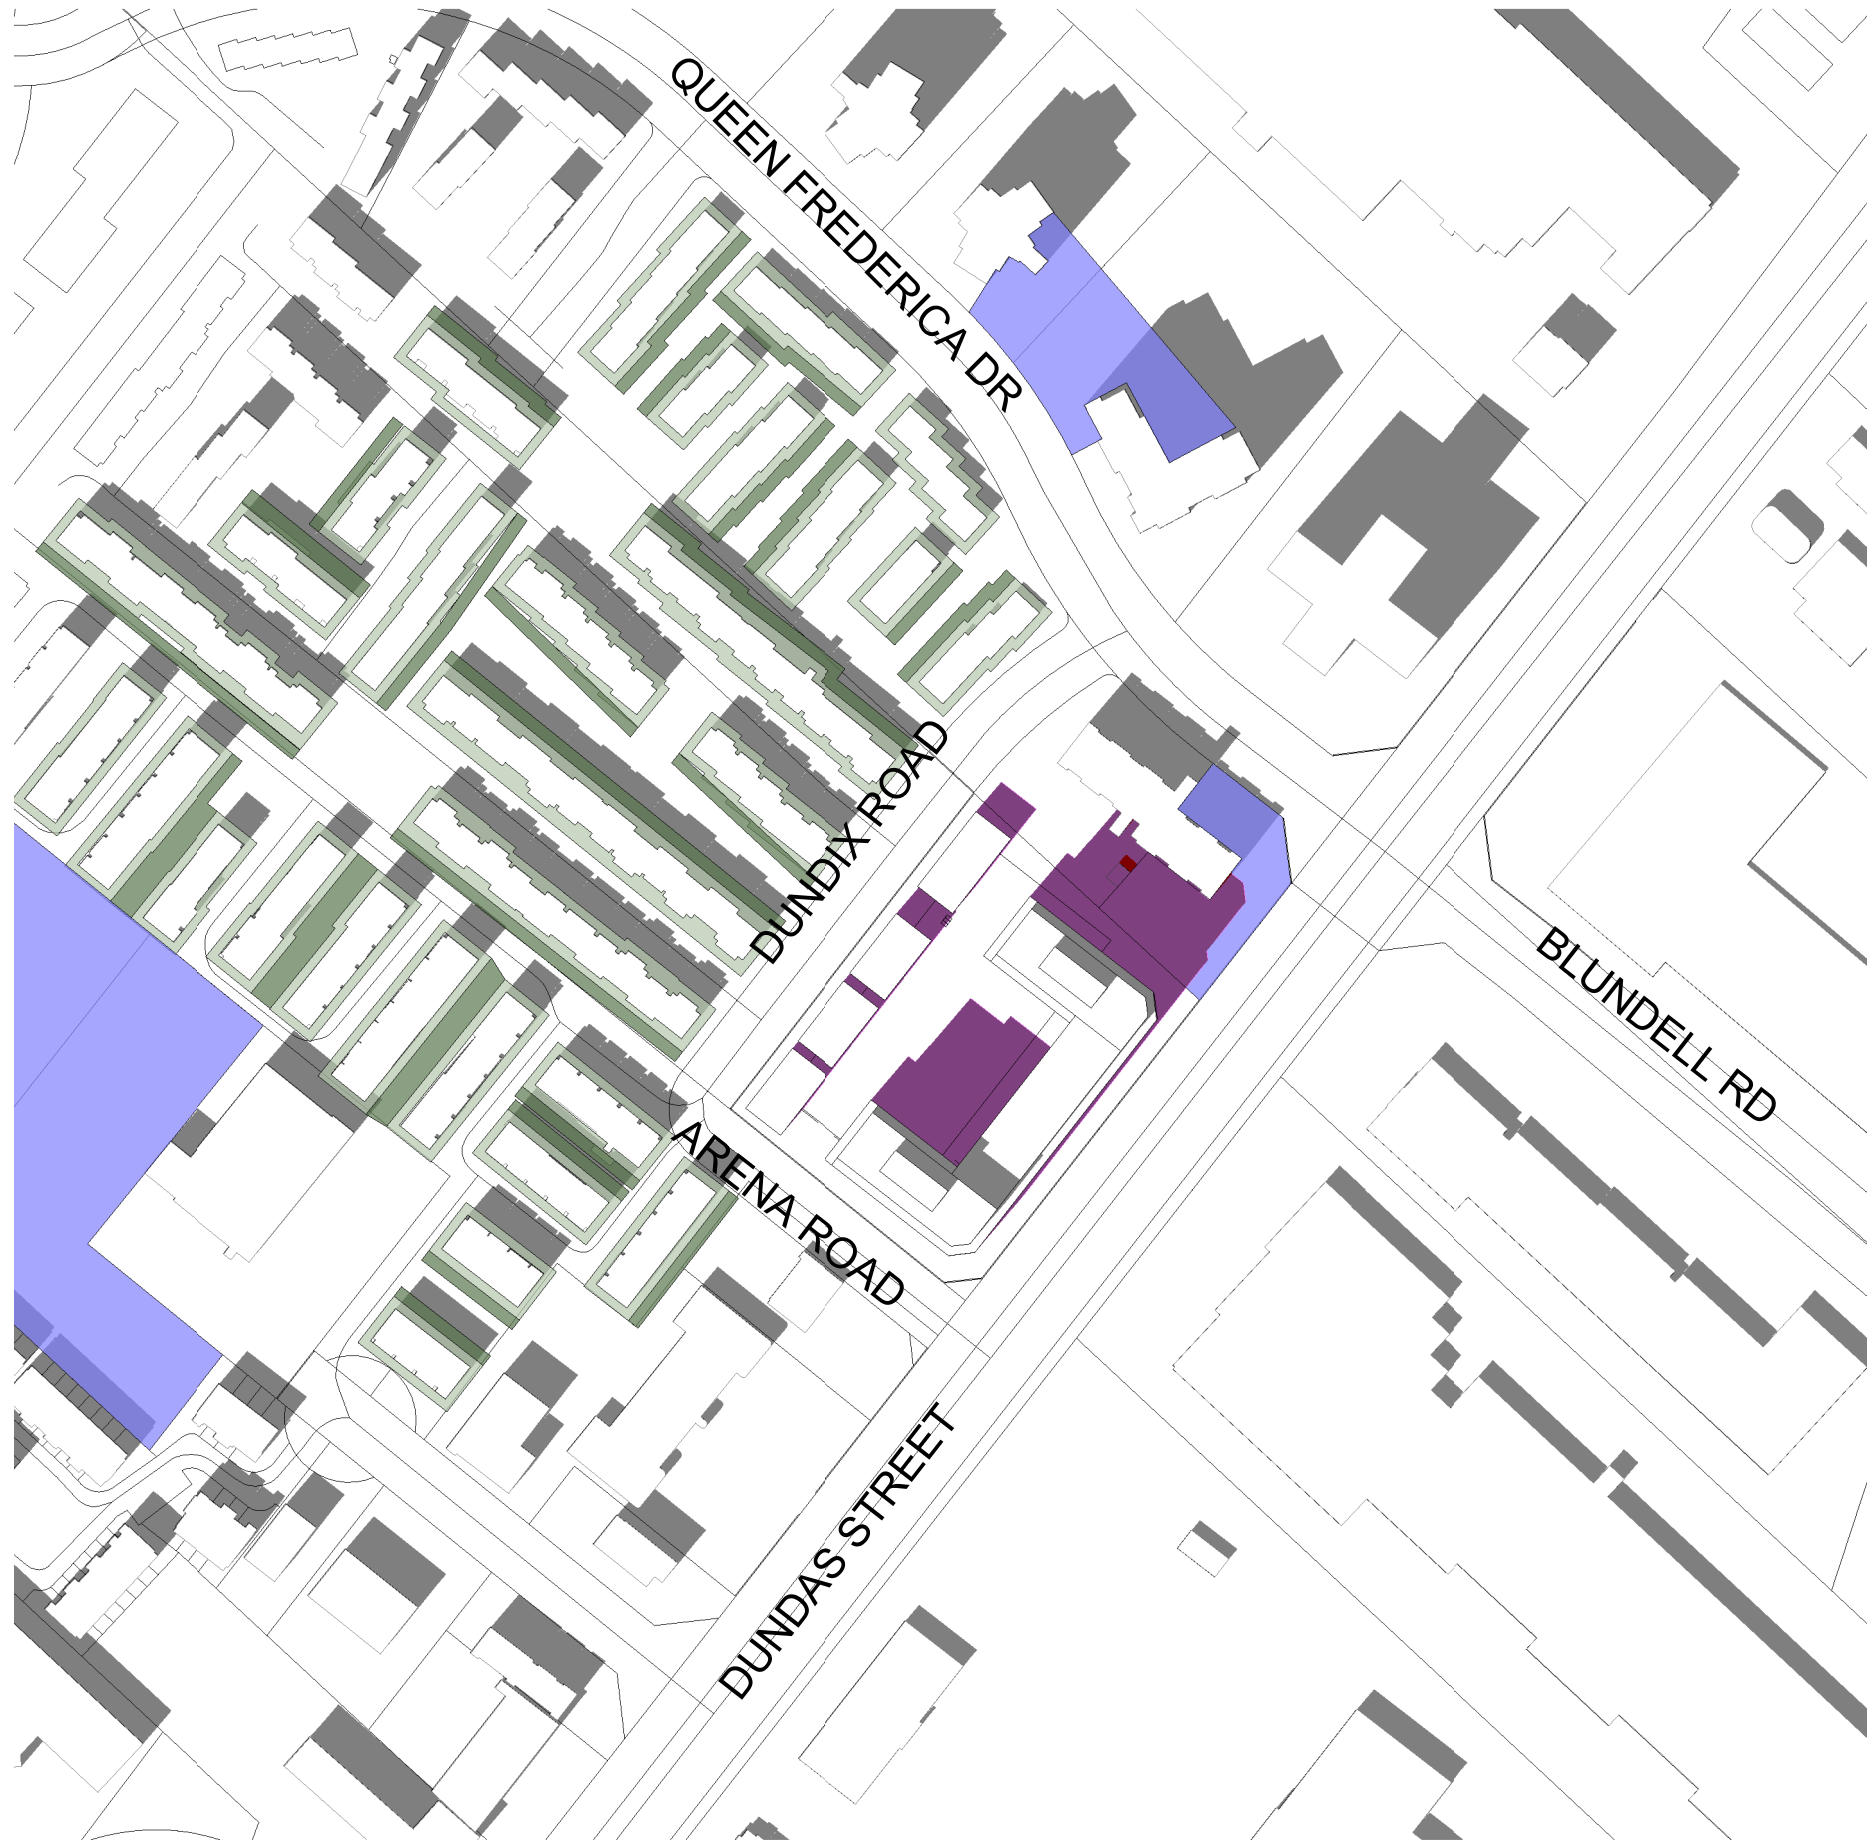 QUEEN FREDERICA DR
DUNDIX ROAD
BLUNDELL RD
ARENA ROAD
DUNDAS STREET